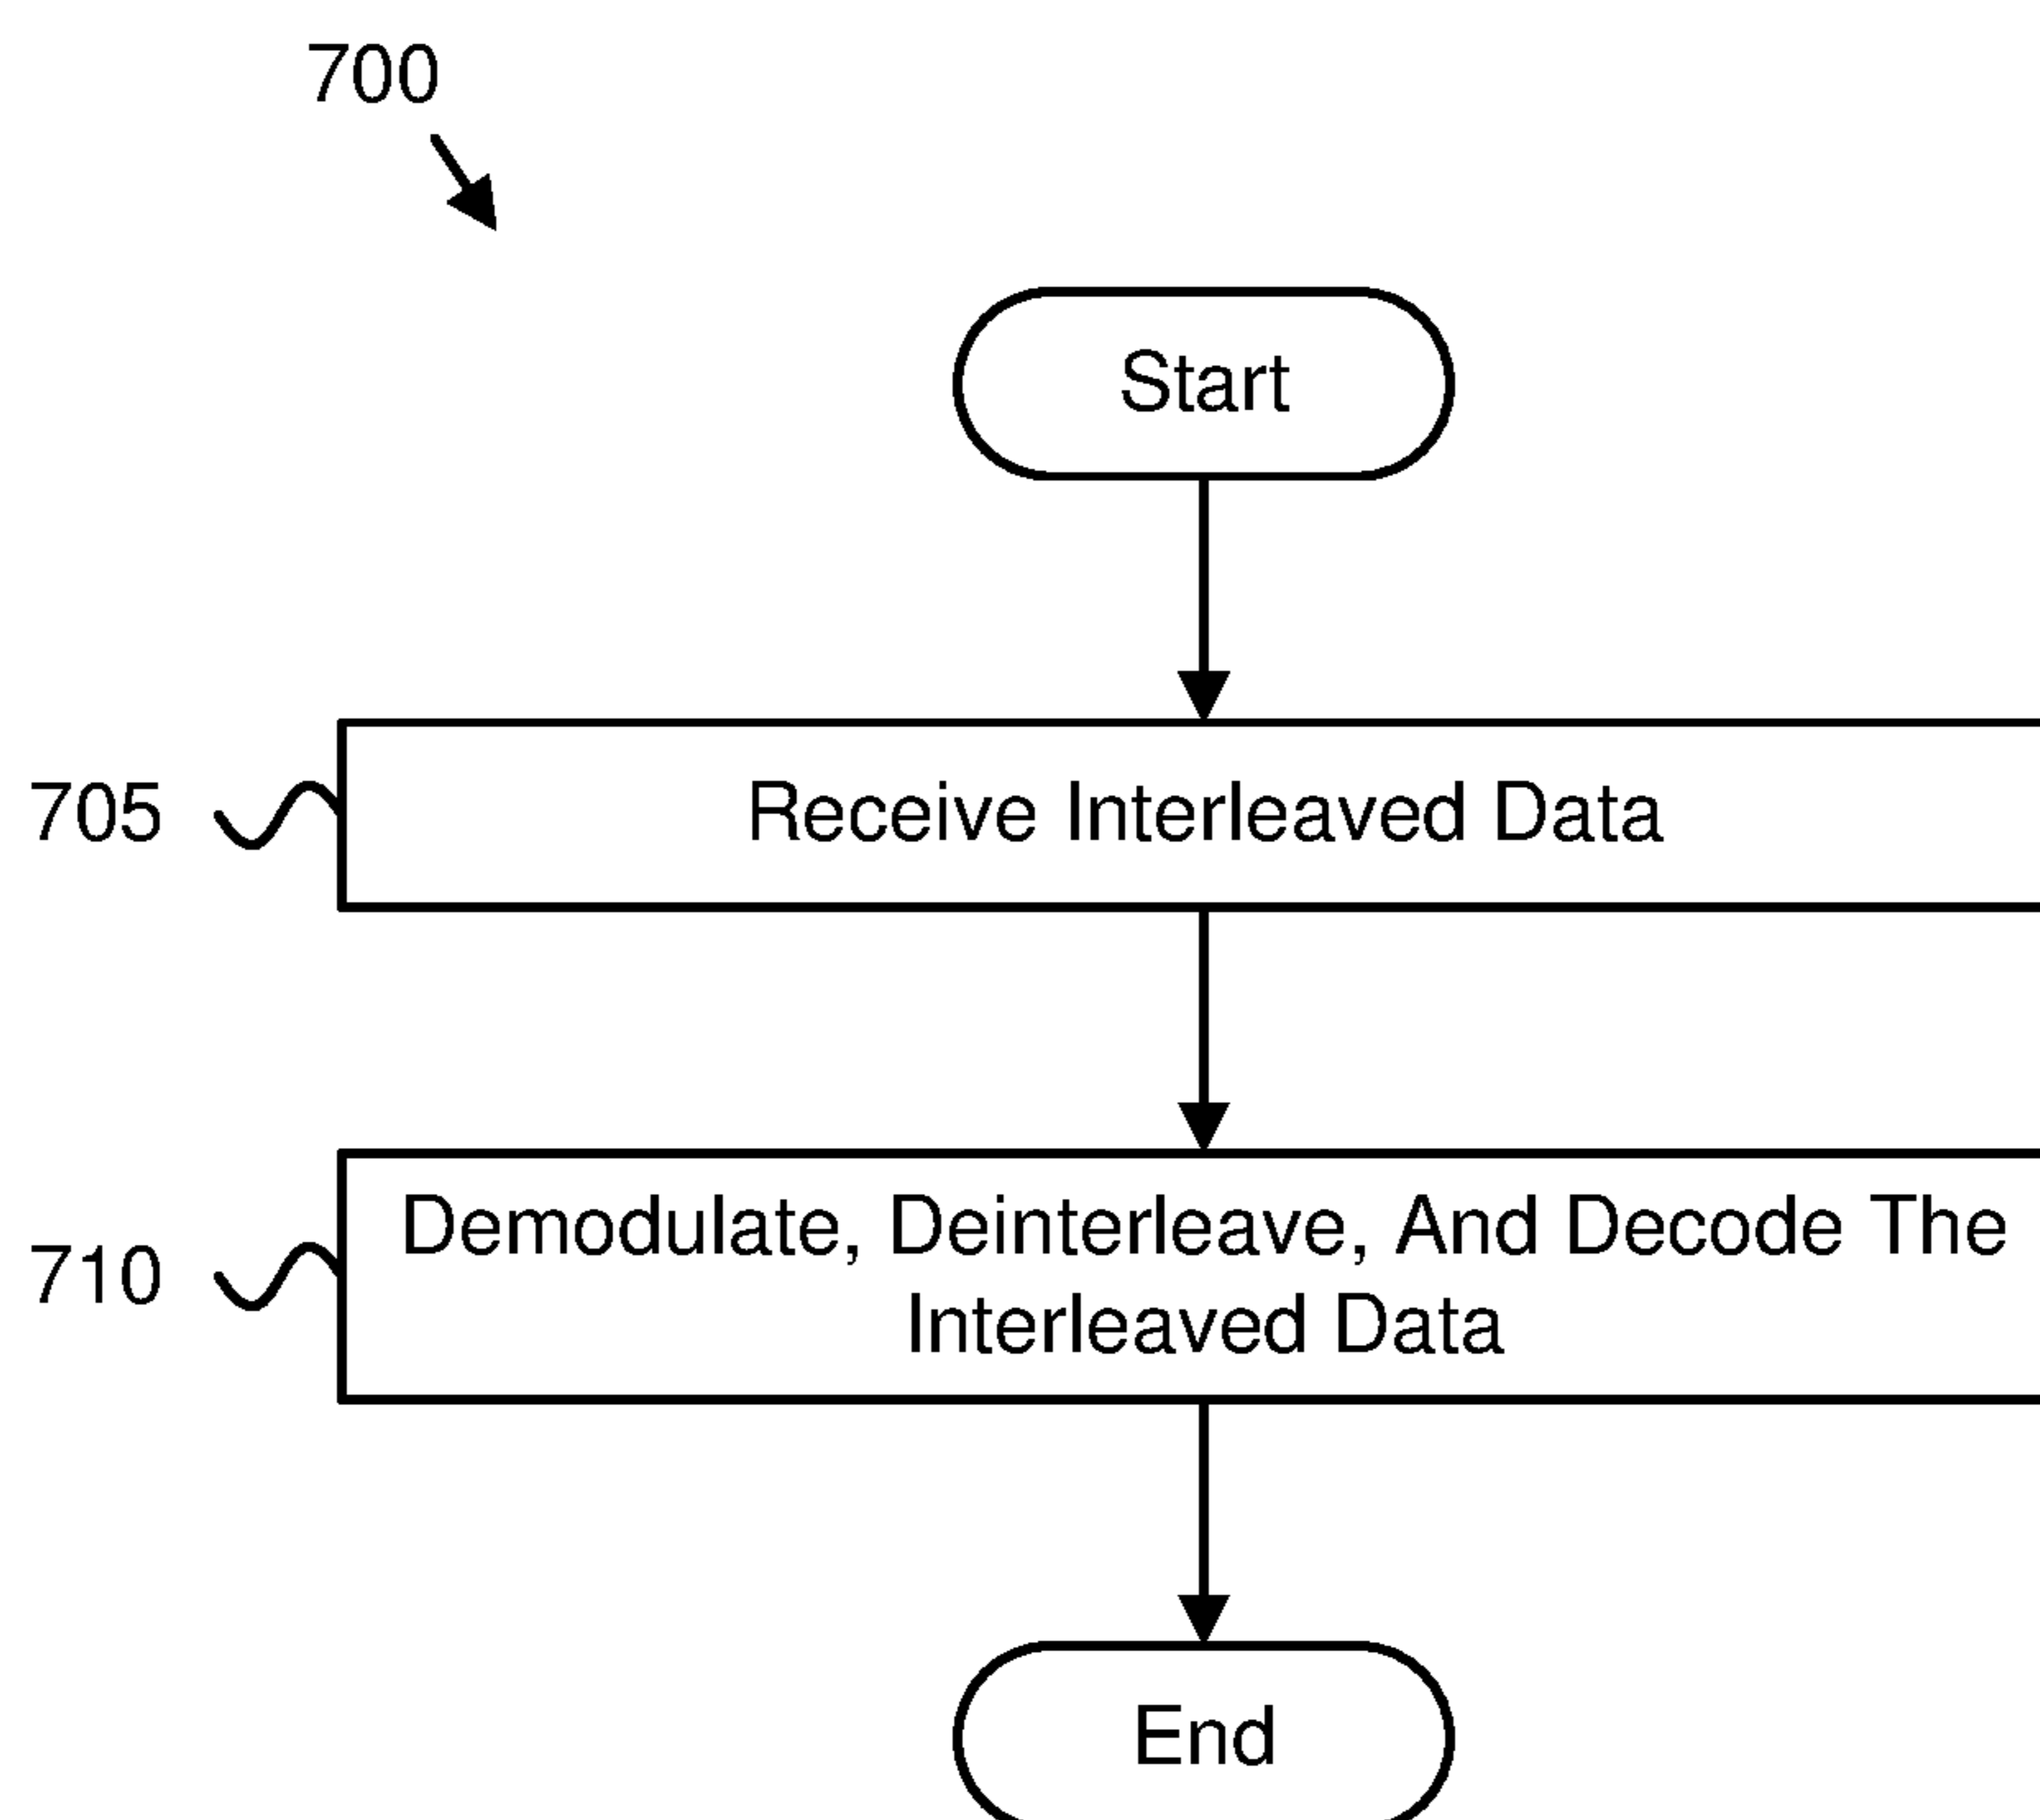 700
Start
705
Receive Interleaved Data
710
Demodulate, Deinterleave, And Decode The
Interleaved Data
End